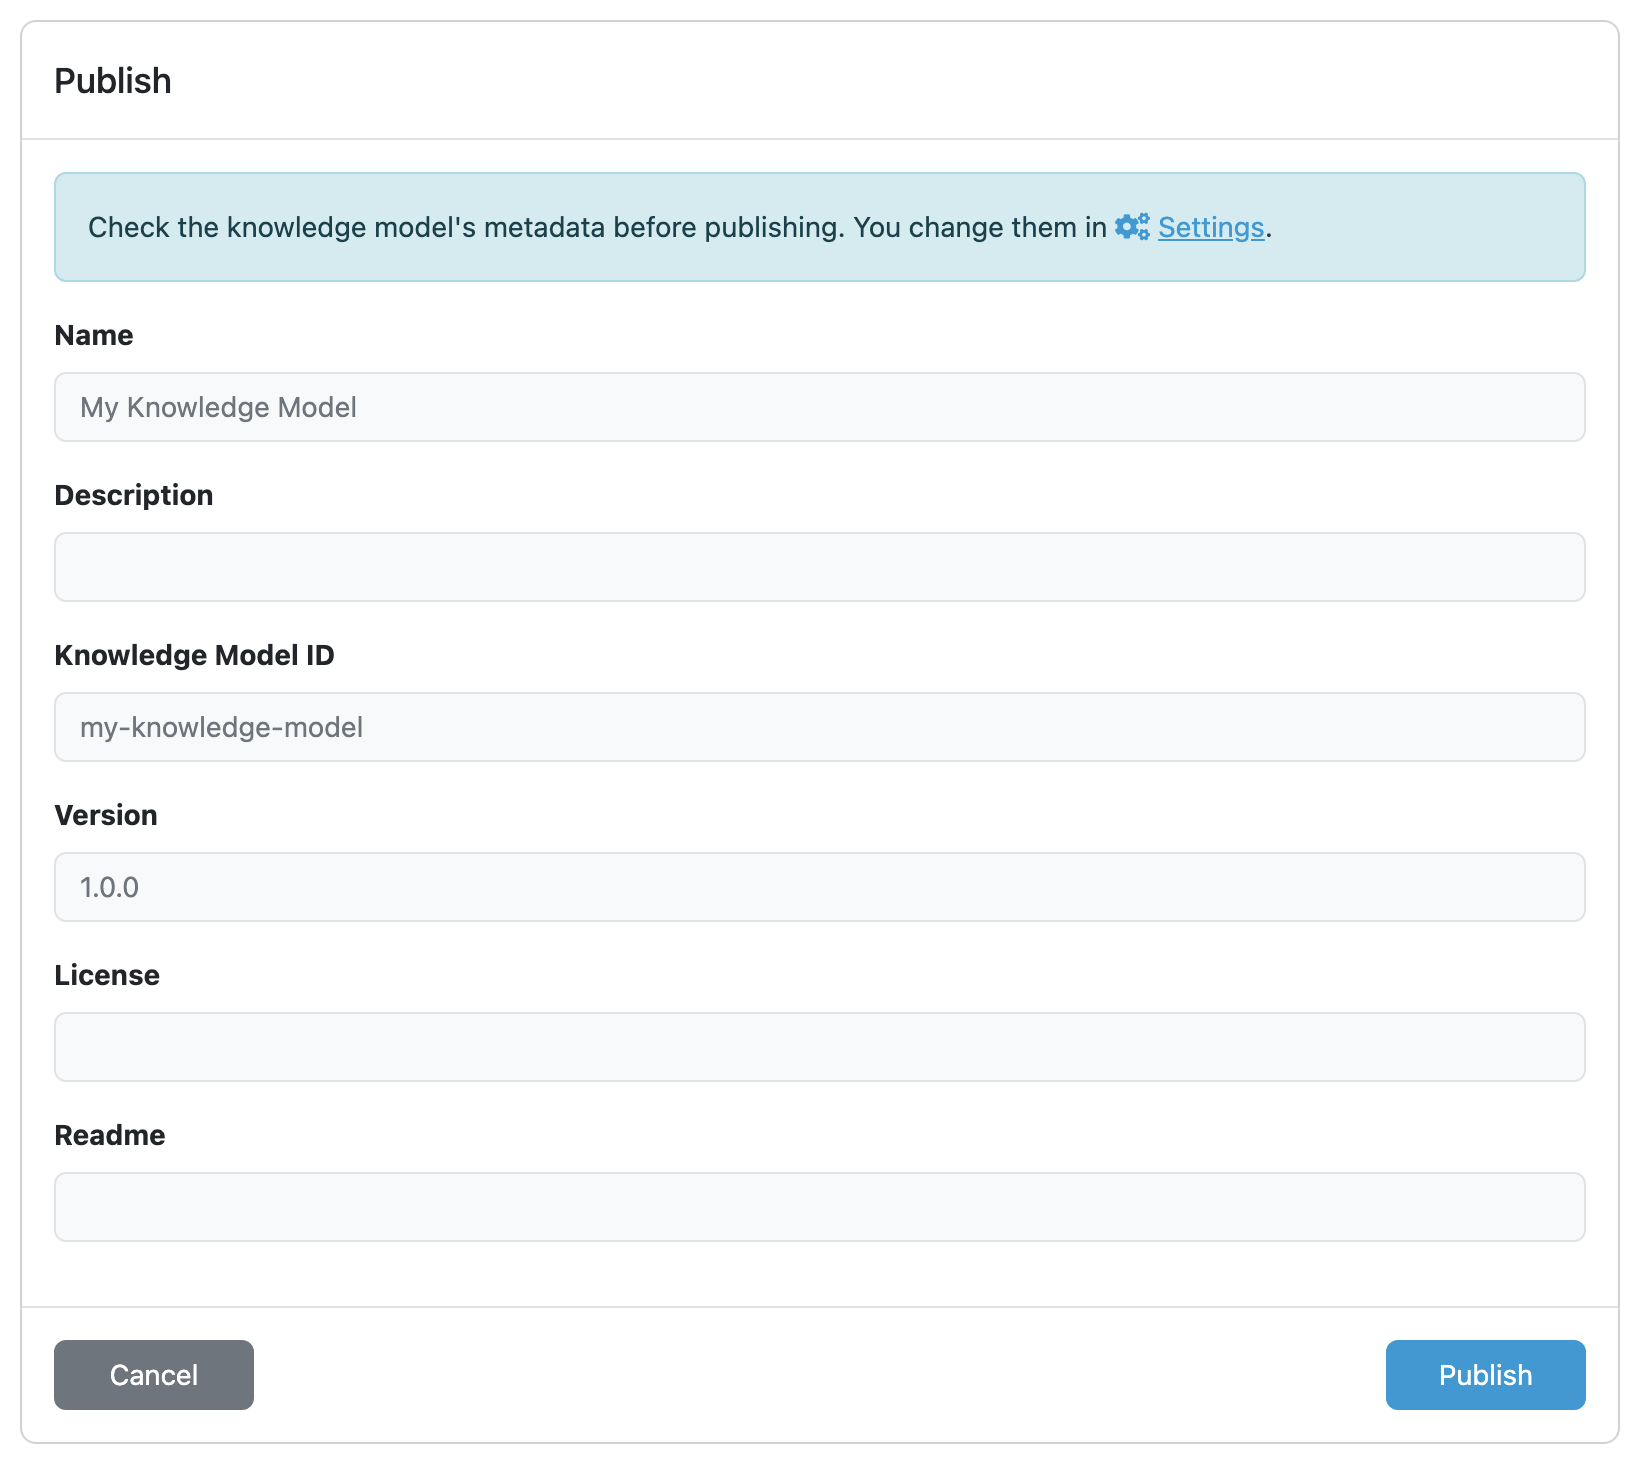 Publish
Check the knowledge model's metadata before publishing. You change them in Settings.
Name
My Knowledge Model
Description
Knowledge Model ID
my-knowledge-model
Version
1.0.0
License
Readme
Cancel
Publish